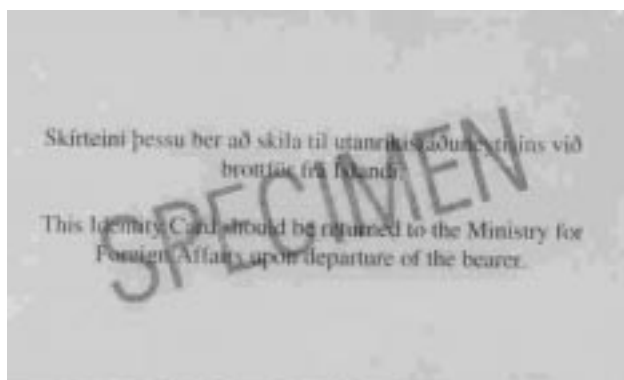 Skírteini þessu ber að skila til utanríkisráðuneytisins við
brottför frá Íslandi.
This Identity Card should be returned to the Ministry for
Foreign Affairs upon departure of the bearer.
SPECIMEN